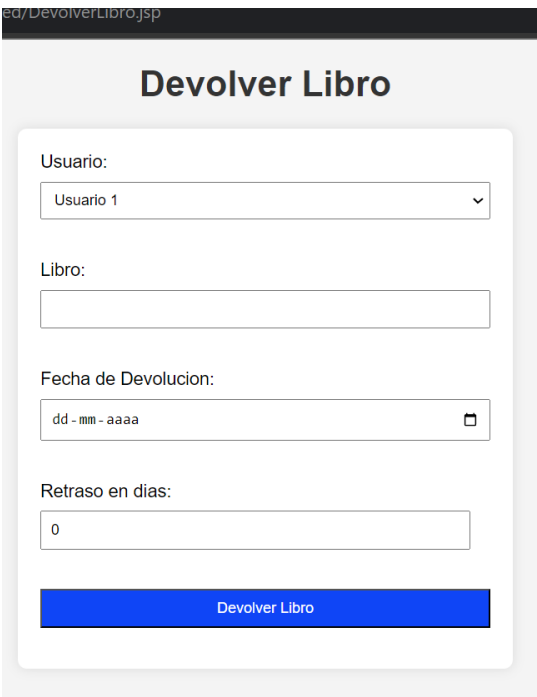 ed/DevolverLibro.jsp
Devolver Libro
Usuario:
Usuario 1
Libro:
Fecha de Devolucion:
dd-mm-aaaa
Retraso en dias:
0
Devolver Libro